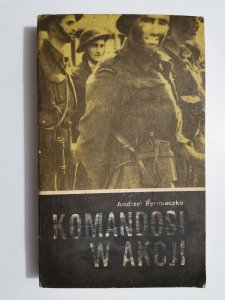 Andrzej Perepeczko
KOMANDOSI
W AKCJI